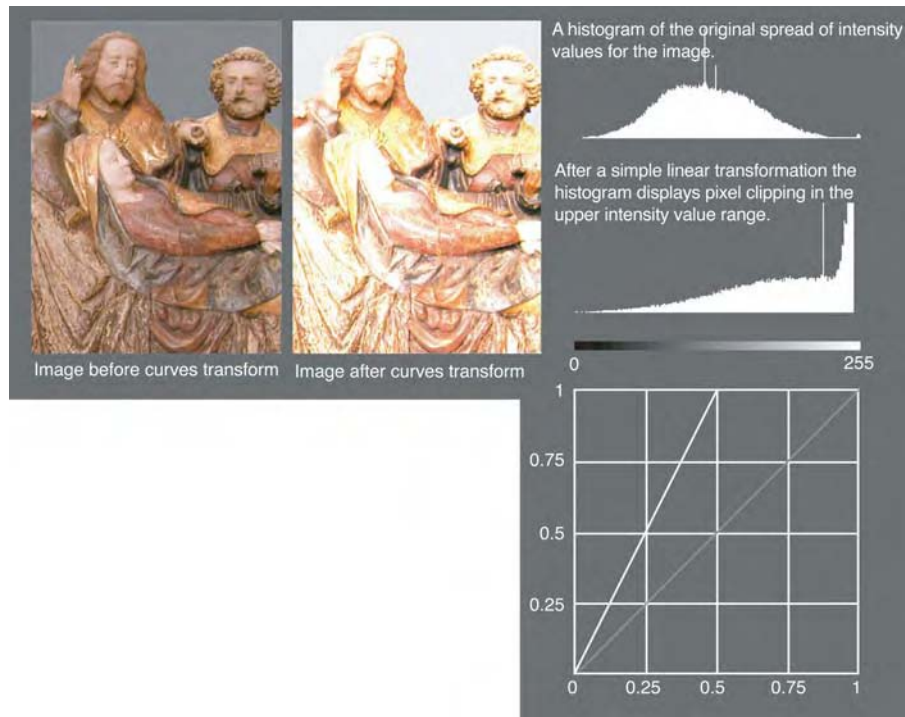 A histogram of the original spread of intensity
values for the image.
After a simple linear transformation the
histogram displays pixel clipping in the
upper intensity value range.
Image before curves transform
Image after curves transform
0
255
1
0.75
0.5
0.25
0
0.25
0.5
0.75
1